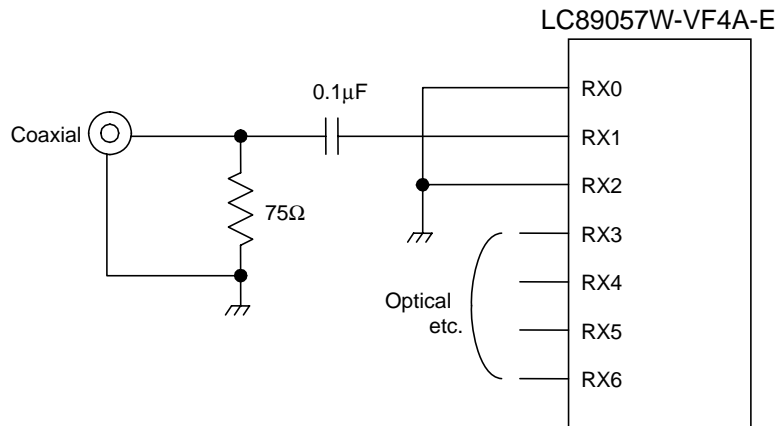 LC89057W-VF4A-E
0.1μF
RX0
Coaxial
RX1
RX2
75Ω
RX3
RX4
Optical
etc.
RX5
RX6